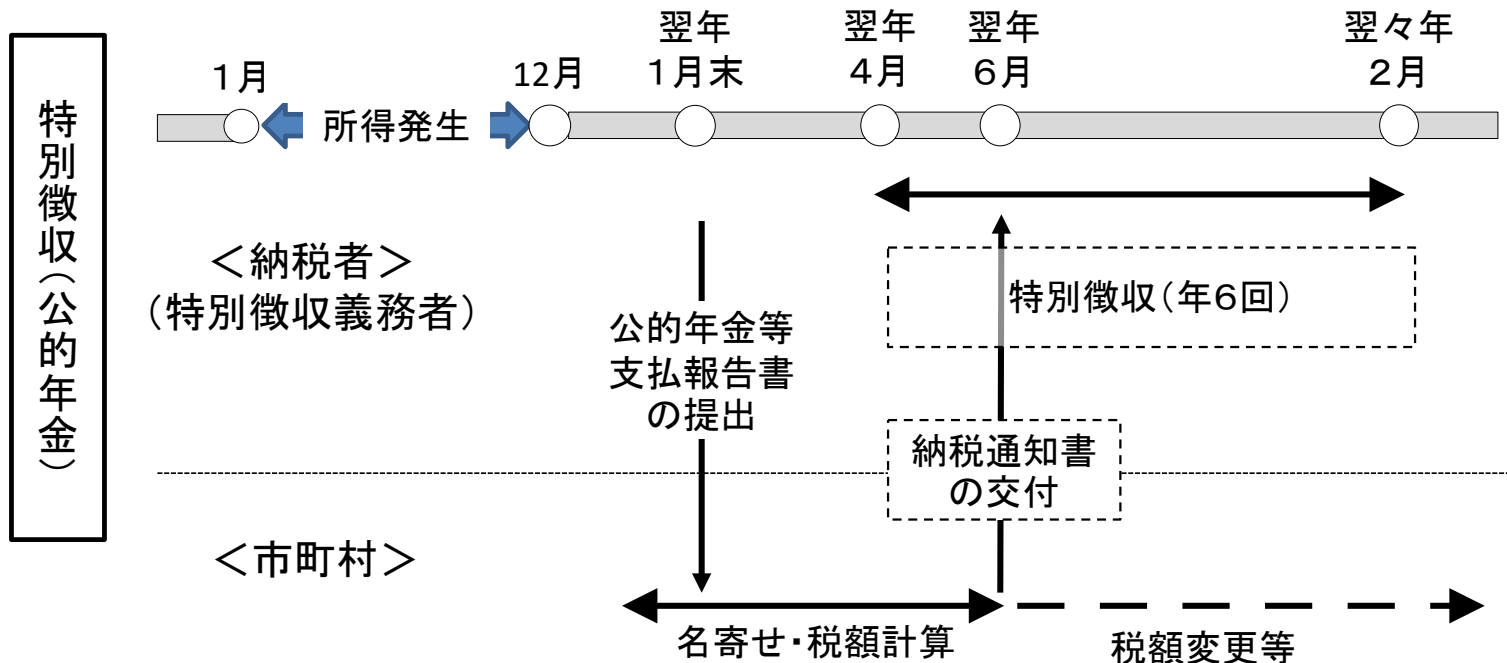 特別徴収（公的年金）
１月
12月
翌年
１月末
翌年
４月
翌年
６月
翌々年
２月
所得発生
＜納税者＞
（特別徴収義務者）
公的年金等
支払報告書
の提出
特別徴収（年６回）
納税通知書
の交付
＜市町村＞
名寄せ・税額計算
税額変更等